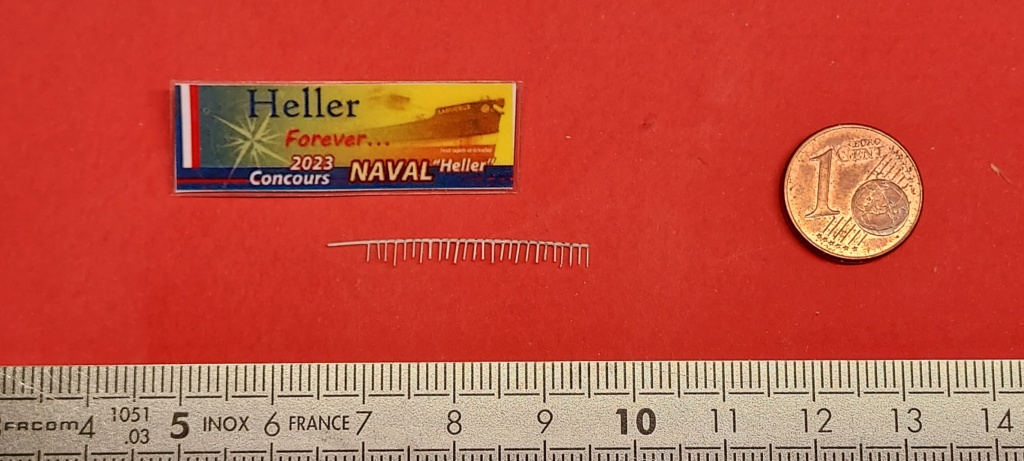 Heller
Forever...
2023
Concours NAVAL "Heller"
1 EURO
CENT
FACOM 4 1051 5 INOX 6 FRANCE 7 8 9 10 11 12 13 14
.03